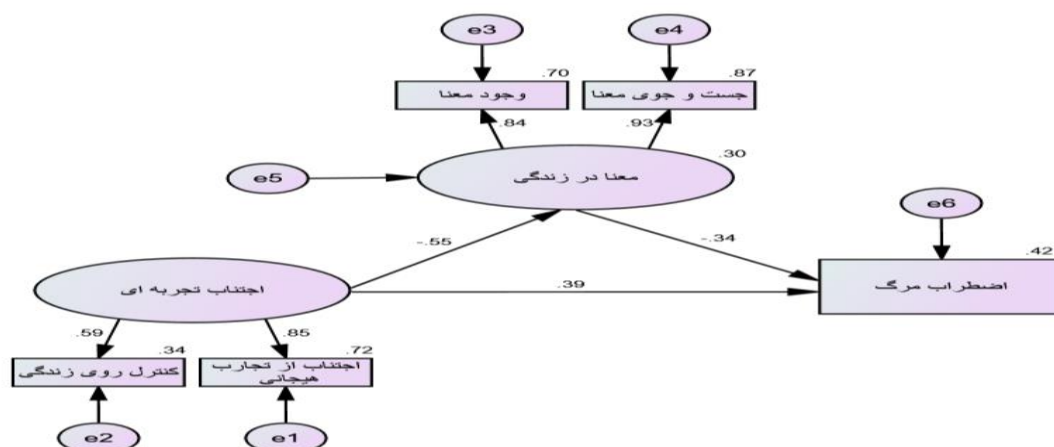 e3
e4
.70
.87
وجود معنا
جست و جوی معنا
.84
.93
.30
e5
معنا در زندگی
e6
-.55
-.34
.42
اجتناب تجربه ای
.39
اضطراب مرگ
.59
.85
.34
.72
کنترل روی زندگی
اجتناب از تجارب
هیجانی
e2
e1